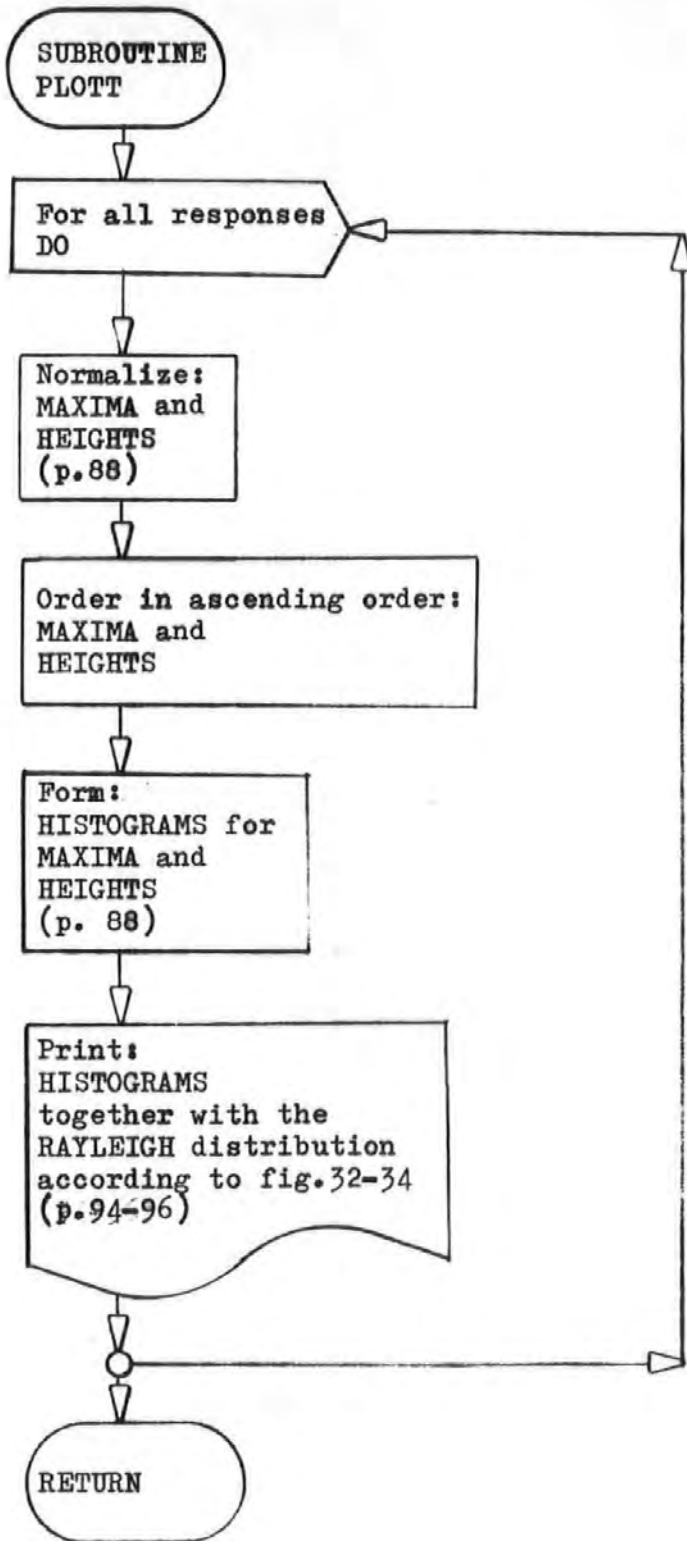 SUBROUTINE
PLOTT
For all responses
DO
Normalize:
MAXIMA and
HEIGHTS
(p.88)
Order in ascending order:
MAXIMA and
HEIGHTS
Form:
HISTOGRAMS for
MAXIMA and
HEIGHTS
(p. 88)
Print:
HISTOGRAMS
together with the
RAYLEIGH distribution
according to fig.32-34
(p.94-96)
RETURN